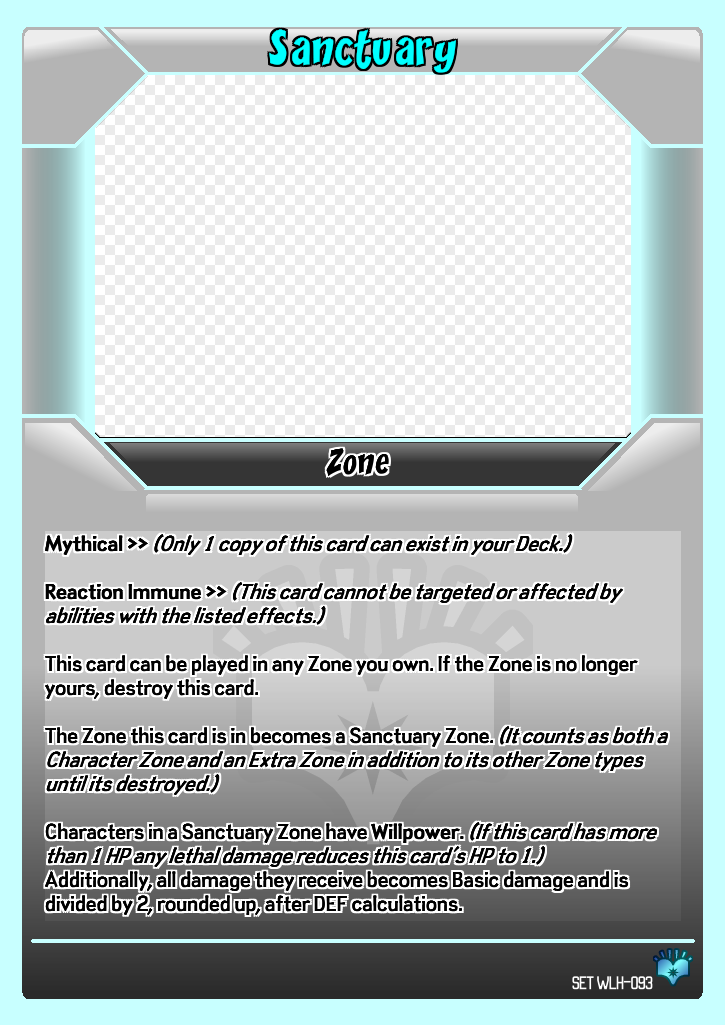 Sanctuary
Zone
Mythical >> (Only 1 copy of this card can exist in your Deck.)
Reaction Immune >> (This card cannot be targeted or affected by
abilities with the listed effects.)
This card can be played in any Zone you own. If the Zone is no longer
yours, destroy this card.
The Zone this card is in becomes a Sanctuary Zone. (It counts as both a
Character Zone and an Extra Zone in addition to its other Zone types
until its destroyed.)
Characters in a Sanctuary Zone have Willpower. (If this card has more
than 1 HP any lethal damage reduces this card's HP to 1.)
Additionally, all damage they receive becomes Basic damage and is
divided by 2, rounded up, after DEF calculations.
SET WLH-093